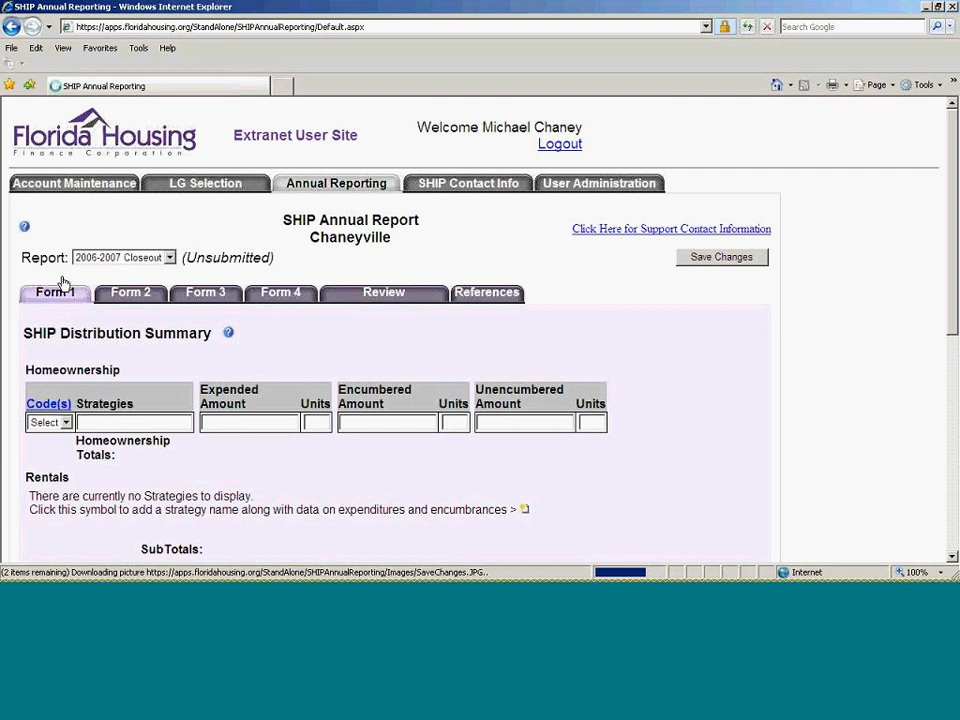 SHIP Annual Reporting - Windows Internet Explorer
https://apps.floridahousing.org/StandAlone/SHIPAnnualReporting/Default.aspx
Search Google
File Edit View Favorites Tools Help
SHIP Annual Reporting
Page Tools
Florida Housing
Finance Corporation
Extranet User Site
Welcome Michael Chaney
Logout
Account Maintenance LG Selection Annual Reporting SHIP Contact Info User Administration
SHIP Annual Report
Chaneyville
Click Here for Support Contact Information
Report: 2006-2007 Closeout (Unsubmitted)
Save Changes
Form 1 Form 2 Form 3 Form 4 Review References
SHIP Distribution Summary
Homeownership
Expended Encumbered Unencumbered
Code(s) Strategies Amount Units Amount Units Amount Units
Select
Homeownership
Totals:
Rentals
There are currently no Strategies to display.
Click this symbol to add a strategy name along with data on expenditures and encumbrances >
SubTotals:
(2 items remaining) Downloading picture https://apps.floridahousing.org/StandAlone/SHIPAnnualReporting/Images/SaveChanges.JPG..
Internet
100%